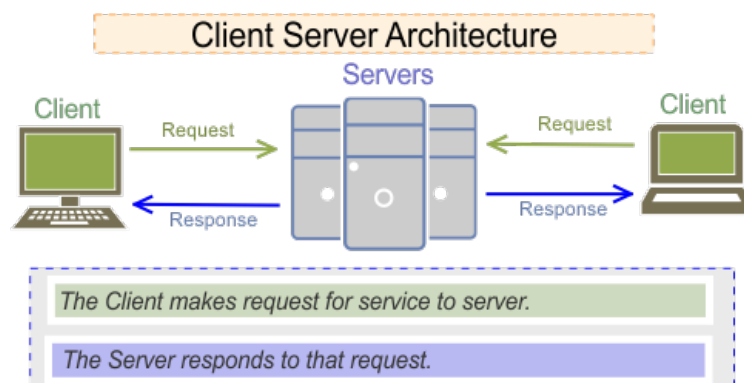 Client Server Architecture
Servers
Client
Client
Request
Request
Response
Response
The Client makes request for service to server.
The Server responds to that request.